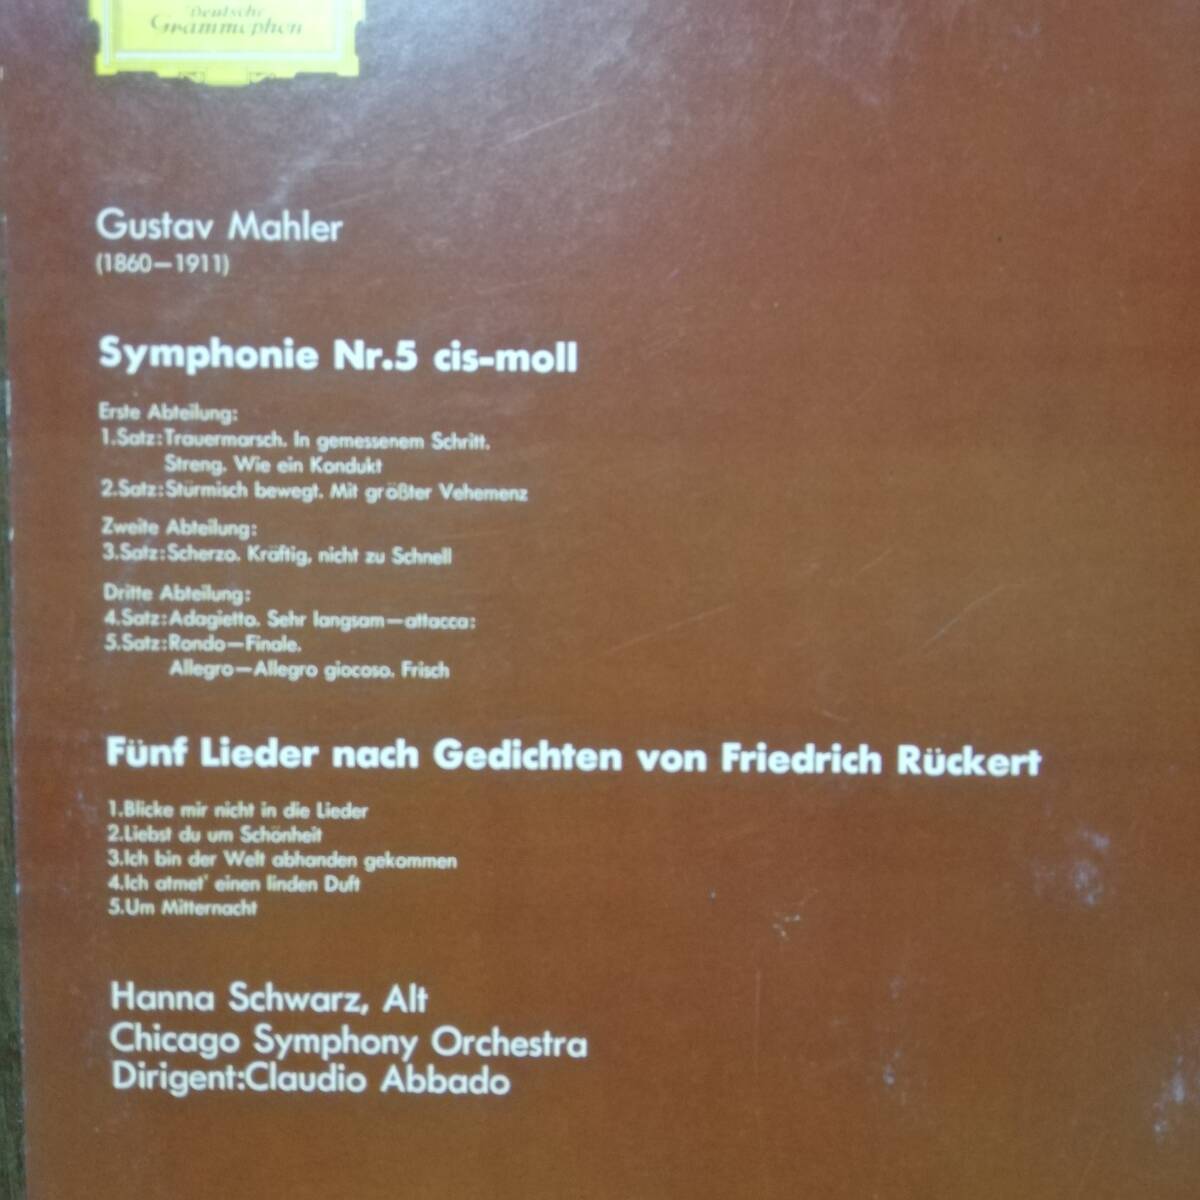 Deutsche
Grammophon
Gustav Mahler
(1860—1911)
Symphonie Nr.5 cis-moll
Erste Abteilung:
1.Satz:Trauermarsch. In gemessenem Schritt.
Streng. Wie ein Kondukt
2.Satz:Stürmisch bewegt. Mit größter Vehemenz
Zweite Abteilung:
3.Satz:Scherzo. Kräftig, nicht zu Schnell
Dritte Abteilung:
4.Satz:Adagietto. Sehr langsam—attacca:
5.Satz:Rondo—Finale.
Allegro—Allegro giocoso. Frisch
Fünf Lieder nach Gedichten von Friedrich Rückert
1.Blicke mir nicht in die Lieder
2.Liebst du um Schönheit
3.Ich bin der Welt abhanden gekommen
4.Ich atmet' einen linden Duft
5.Um Mitternacht
Hanna Schwarz, Alt
Chicago Symphony Orchestra
Dirigent:Claudio Abbado